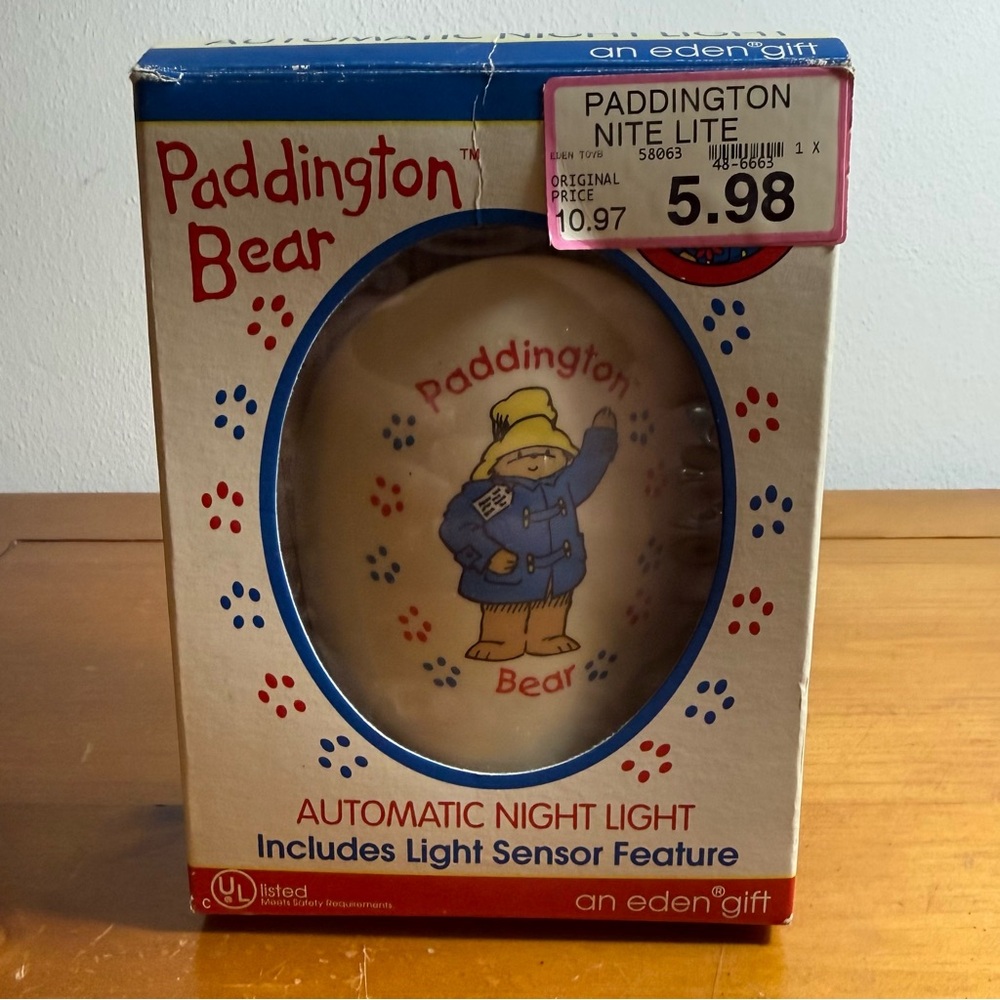 AUTOMATIC NIGHT LIGHT
an eden® gift
PADDINGTON
NITE LITE
EDEN TOYS 58063 48-6663 1 X
ORIGINAL
PRICE
10.97 5.98
Paddington™
Bear
Paddington™
Bear
AUTOMATIC NIGHT LIGHT
Includes Light Sensor Feature
c UL® listed
Meets Safety Requirements
an eden® gift